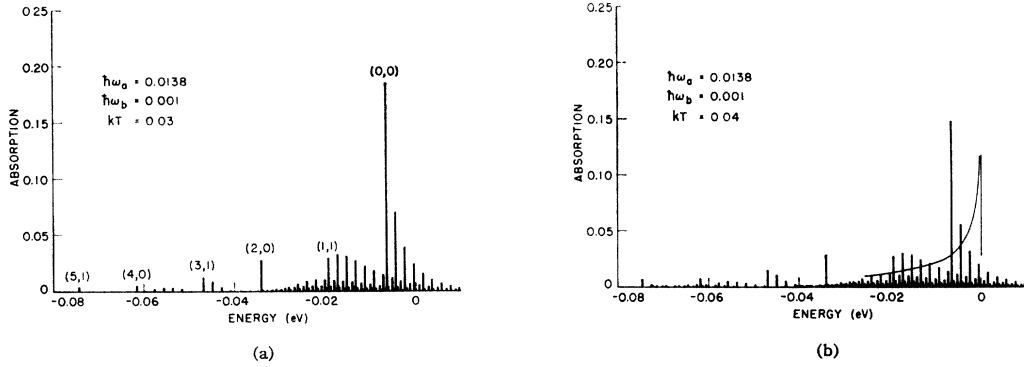 0.25
0.20
0.15
0.10
0.05
0
ABSORPTION
ħωₐ = 0.0138
ħω_b = 0.001
kT = 0.03
(0,0)
(1,1)
(2,0)
(3,1)
(4,0)
(5,1)
-0.08 -0.06 -0.04 -0.02 0
ENERGY (eV)
(a)
0.25
0.20
0.15
0.10
0.05
0
ABSORPTION
ħωₐ = 0.0138
ħω_b = 0.001
kT = 0.04
-0.08 -0.06 -0.04 -0.02 0
ENERGY (eV)
(b)